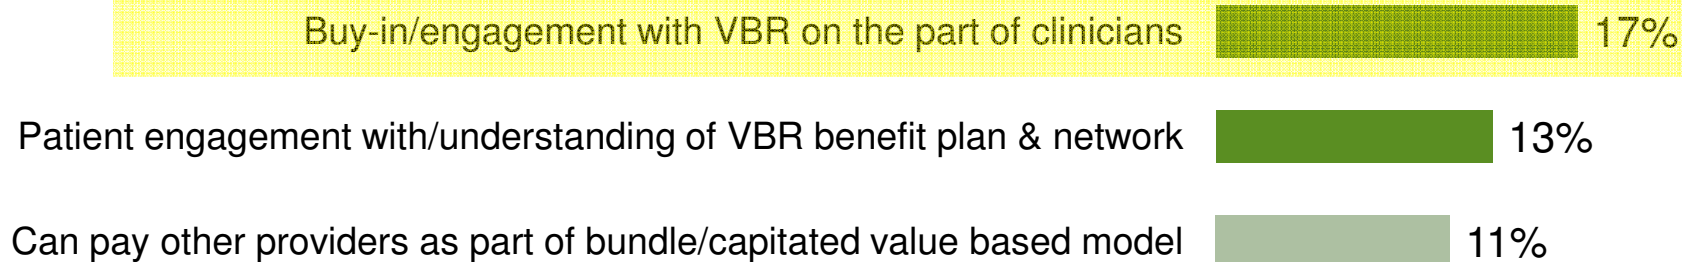 Buy-in/engagement with VBR on the part of clinicians 17%
Patient engagement with/understanding of VBR benefit plan & network 13%
Can pay other providers as part of bundle/capitated value based model 11%